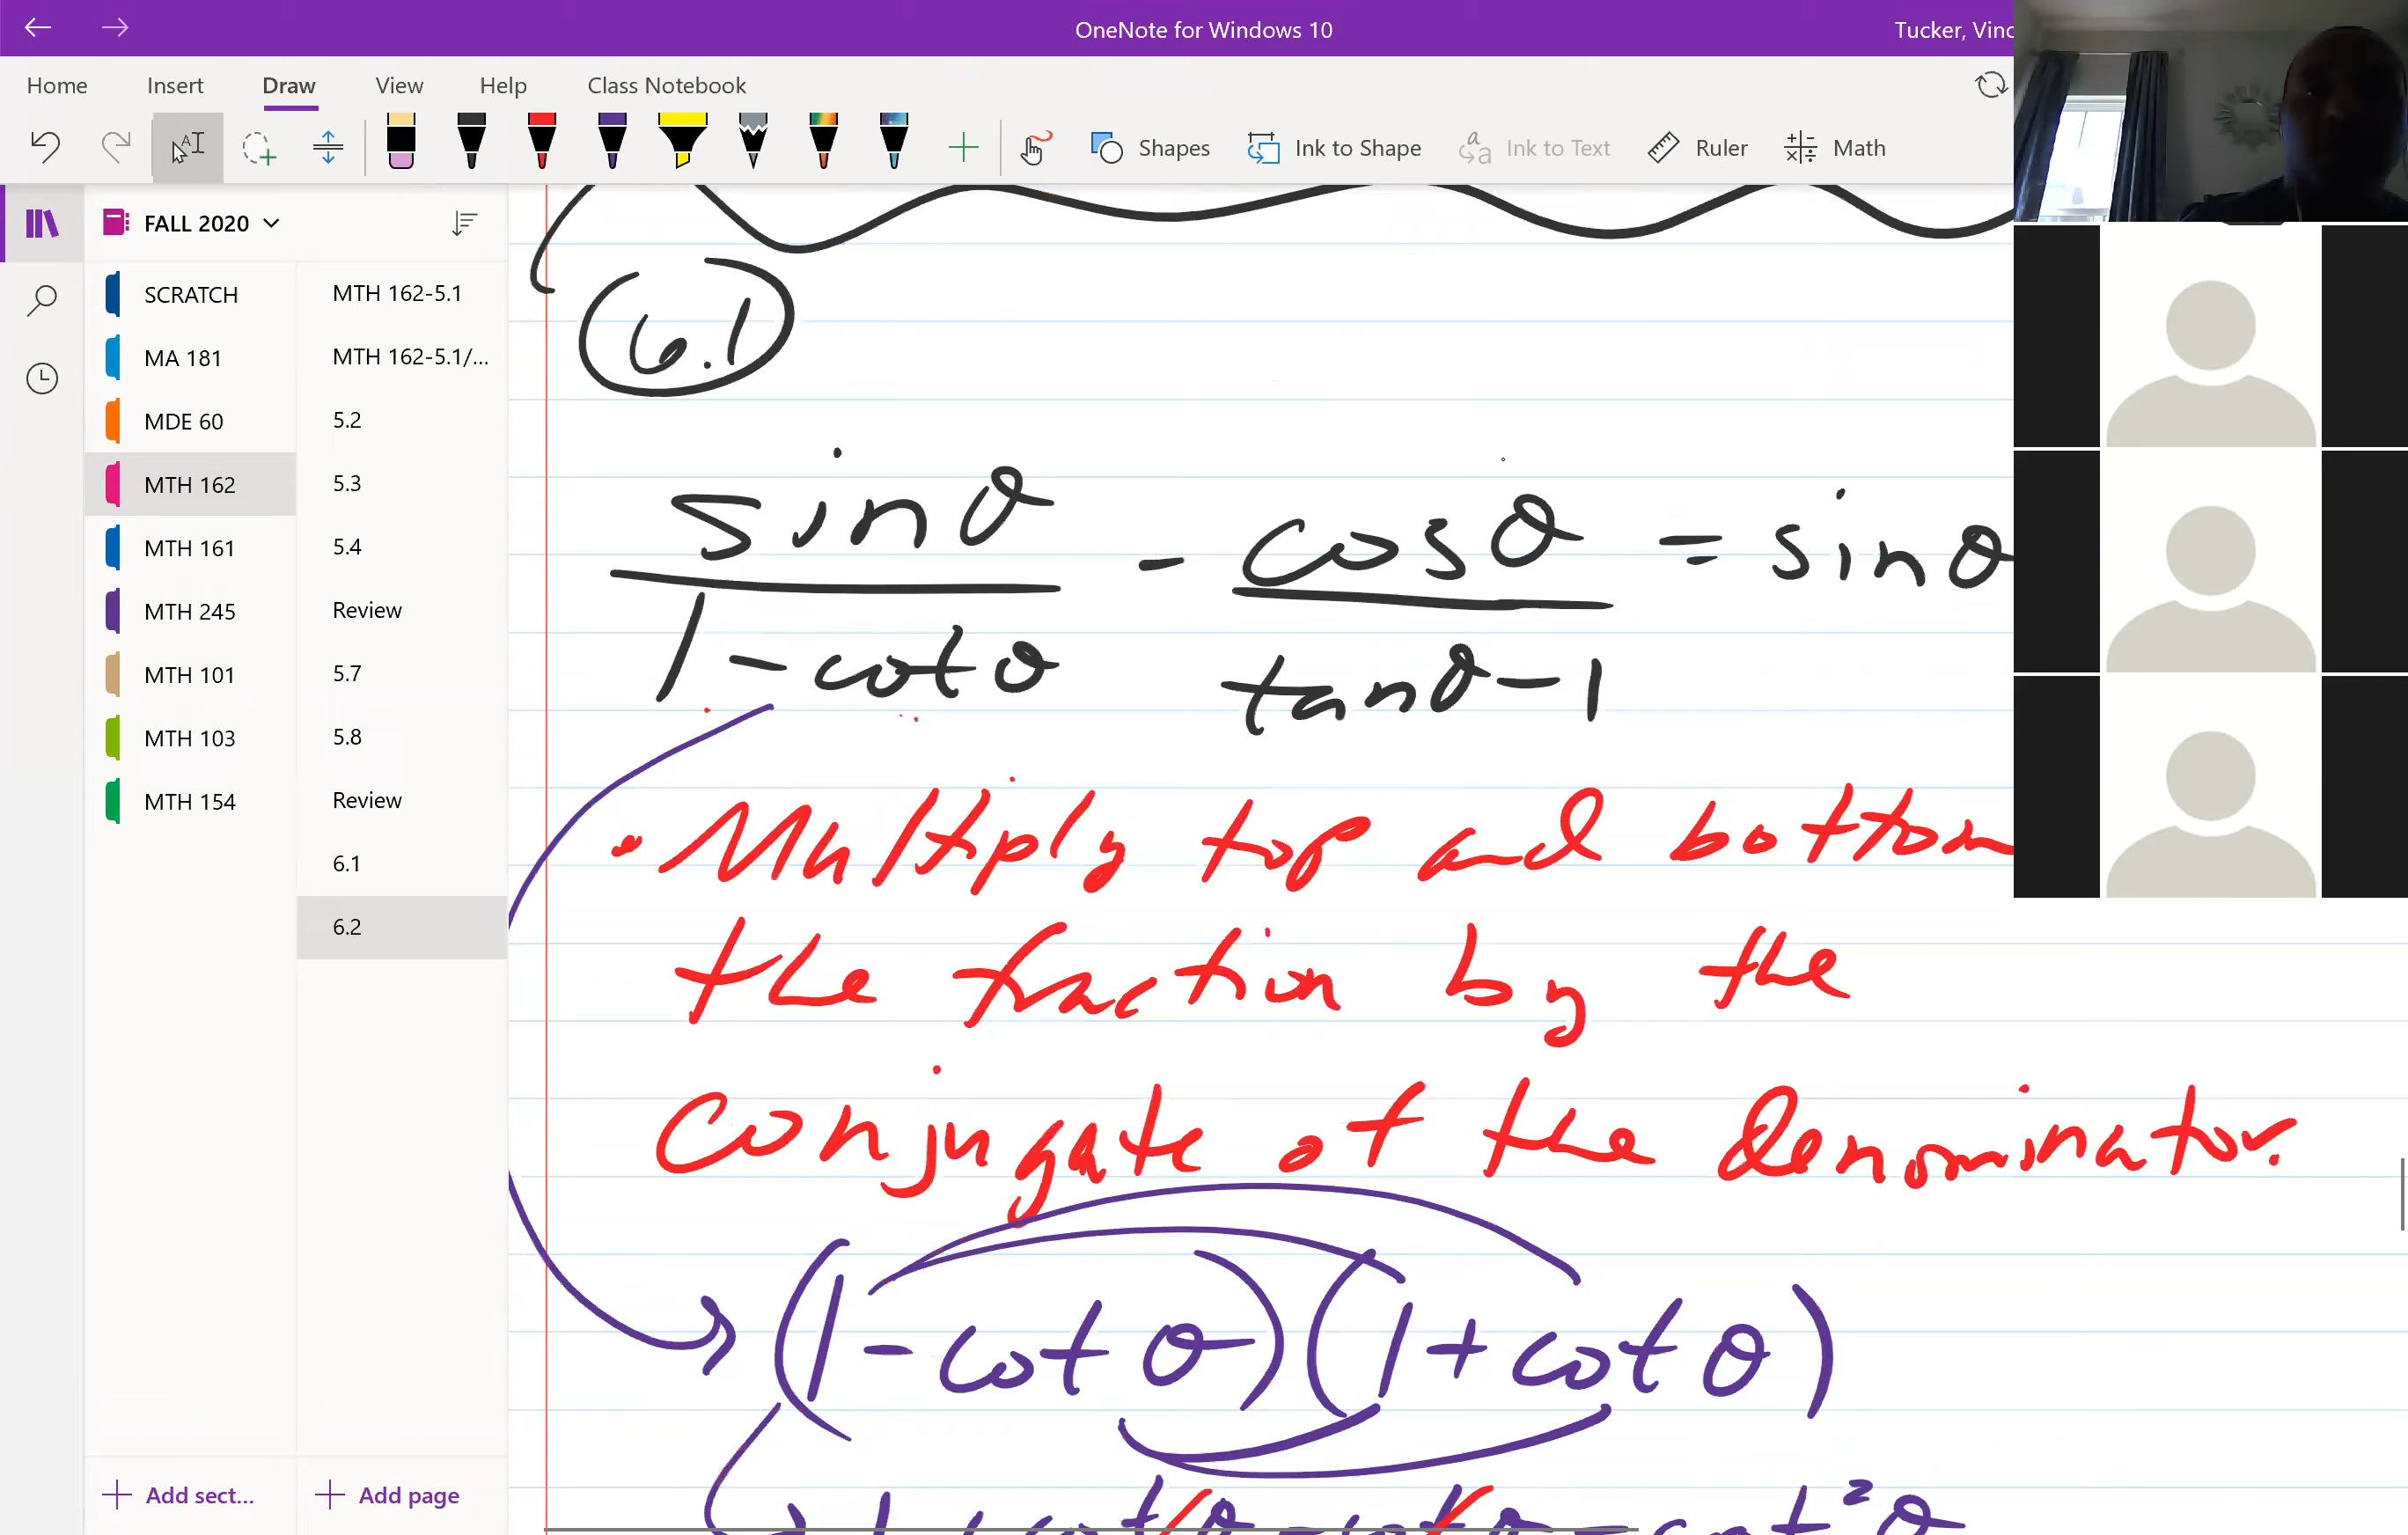 OneNote for Windows 10
Tucker, Vinc
Home Insert Draw View Help Class Notebook
Shapes Ink to Shape Ink to Text Ruler Math
FALL 2020
SCRATCH
MA 181
MDE 60
MTH 162
MTH 161
MTH 245
MTH 101
MTH 103
MTH 154
MTH 162-5.1
MTH 162-5.1/...
5.2
5.3
5.4
Review
5.7
5.8
Review
6.1
6.2
+ Add sect...
+ Add page
6.1
sinθ - cosθ = sinθ
1-cotθ tanθ-1
• Multiply top and bottom
the fraction by the
conjugate of the denominator.
(1-cotθ)(1+cotθ)
1+cotθ-cotθ-cot²θ